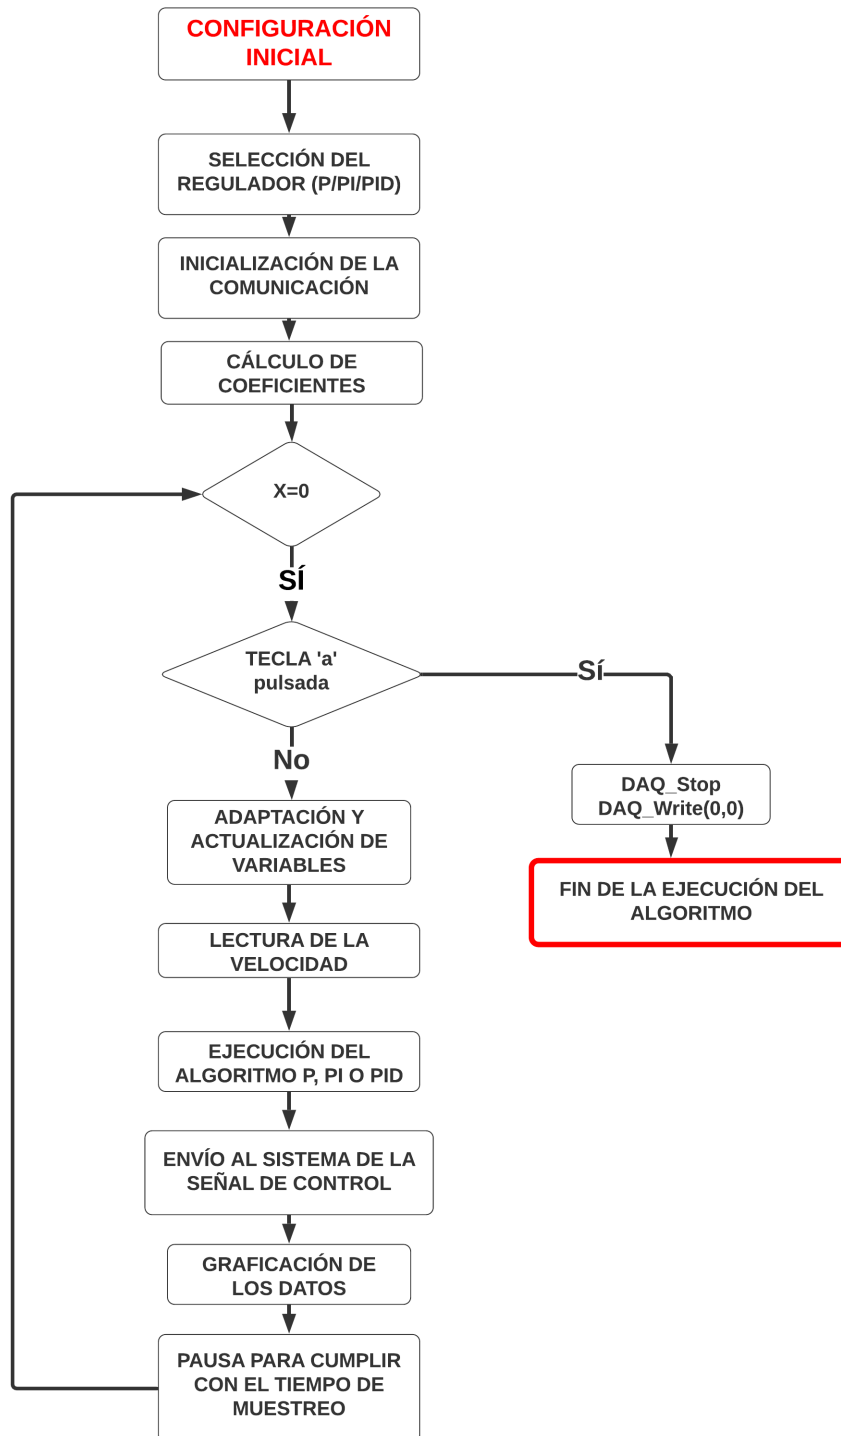 CONFIGURACIÓN
INICIAL
SELECCIÓN DEL
REGULADOR (P/PI/PID)
INICIALIZACIÓN DE LA
COMUNICACIÓN
CÁLCULO DE
COEFICIENTES
X=0
SÍ
TECLA 'a'
pulsada
Sí
No
DAQ_Stop
DAQ_Write(0,0)
FIN DE LA EJECUCIÓN DEL
ALGORITMO
ADAPTACIÓN Y
ACTUALIZACIÓN DE
VARIABLES
LECTURA DE LA
VELOCIDAD
EJECUCIÓN DEL
ALGORITMO P, PI O PID
ENVÍO AL SISTEMA DE LA
SEÑAL DE CONTROL
GRAFICACIÓN DE
LOS DATOS
PAUSA PARA CUMPLIR
CON EL TIEMPO DE
MUESTREO